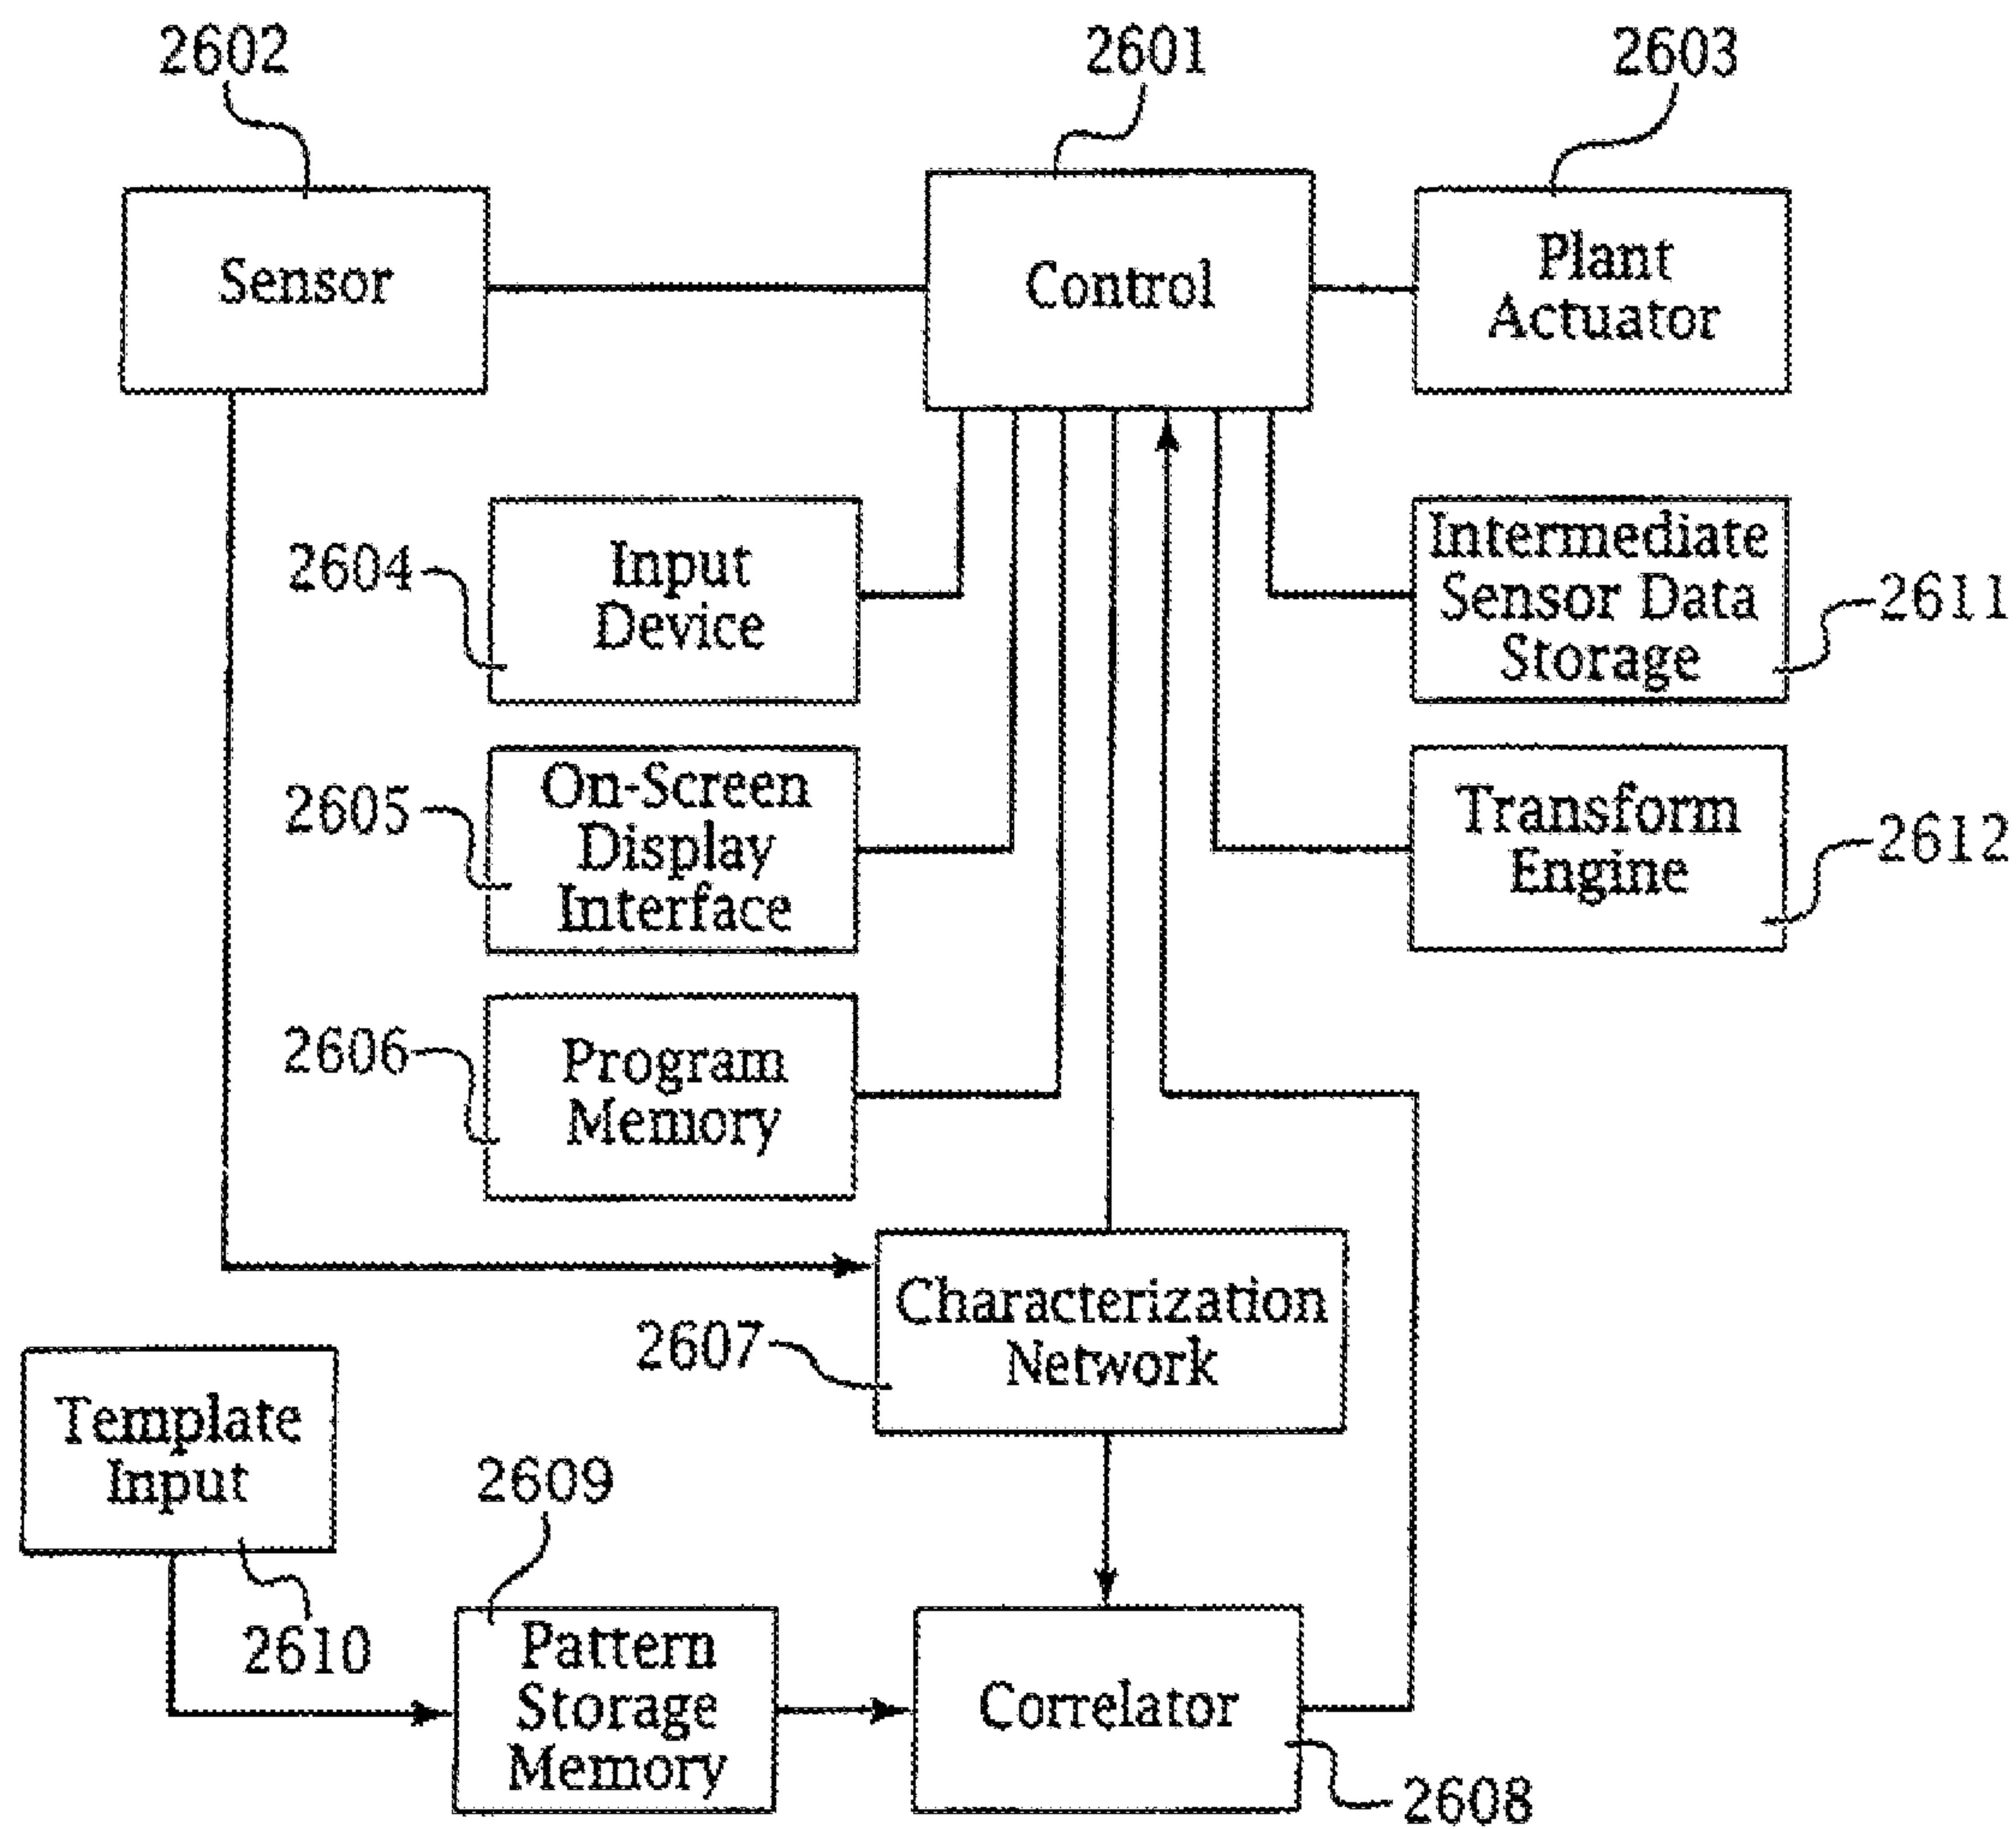 2602
2601
2603
Sensor
Control
Plant
Actuator
2604
Input
Device
Intermediate
Sensor Data
Storage
2611
2605
On-Screen
Display
Interface
Transform
Engine
2612
2606
Program
Memory
Characterization
Network
2607
Template
Input
2609
2610
Pattern
Storage
Memory
Correlator
2608